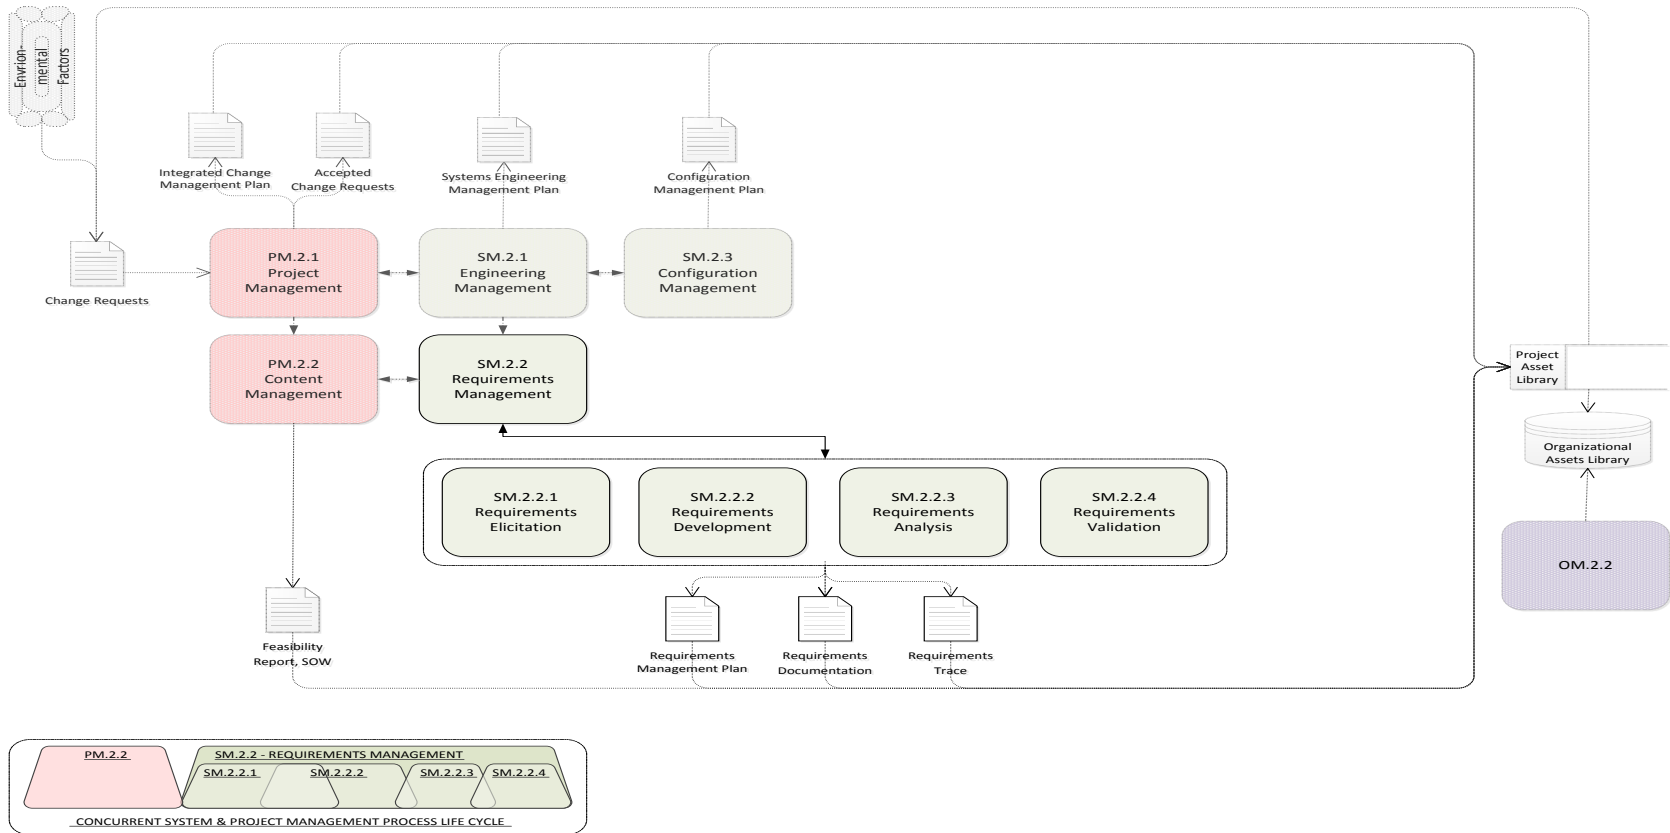 Envrion-
mental
Factors
Integrated Change
Management Plan
Accepted
Change Requests
Systems Engineering
Management Plan
Configuration
Management Plan
Change Requests
PM.2.1
Project
Management
SM.2.1
Engineering
Management
SM.2.3
Configuration
Management
PM.2.2
Content
Management
SM.2.2
Requirements
Management
Project
Asset
Library
Organizational
Assets Library
SM.2.2.1
Requirements
Elicitation
SM.2.2.2
Requirements
Development
SM.2.2.3
Requirements
Analysis
SM.2.2.4
Requirements
Validation
OM.2.2
Feasibility
Report, SOW
Requirements
Management Plan
Requirements
Documentation
Requirements
Trace
PM.2.2
SM.2.2 - REQUIREMENTS MANAGEMENT
SM.2.2.1
SM.2.2.2
SM.2.2.3
SM.2.2.4
CONCURRENT SYSTEM & PROJECT MANAGEMENT PROCESS LIFE CYCLE